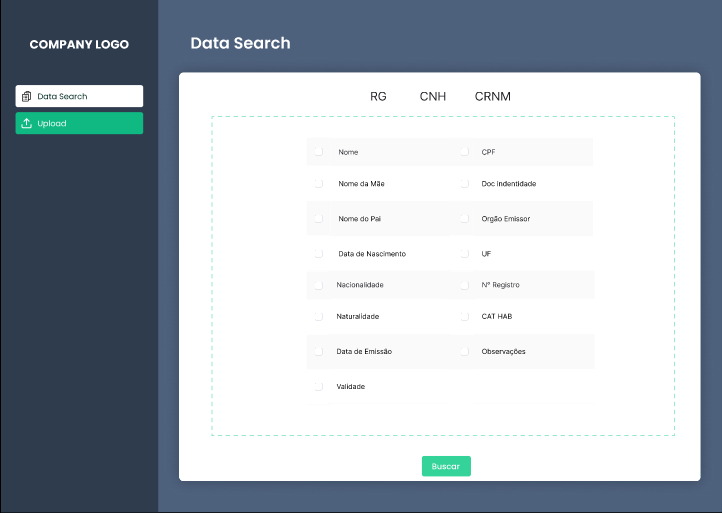 COMPANY LOGO
Data Search
Upload
Data Search
RG CNH CRNM
Nome CPF
Nome da Mãe Doc Indentidade
Nome do Pai Orgão Emissor
Data de Nascimento UF
Nacionalidade Nº Registro
Naturalidade CAT HAB
Data de Emissão Observações
Validade
Buscar